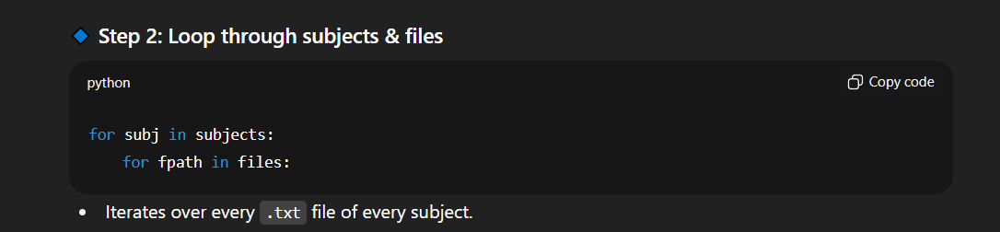 Step 2: Loop through subjects & files
python
Copy code
for subj in subjects:
    for fpath in files:
Iterates over every .txt file of every subject.